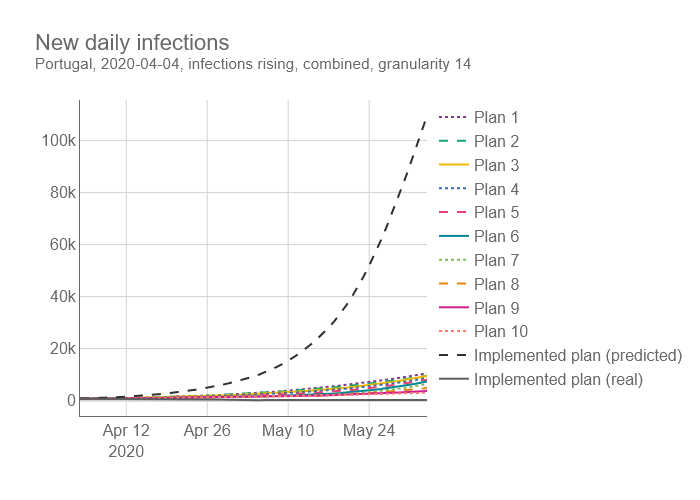 New daily infections
Portugal, 2020-04-04, infections rising, combined, granularity 14
100k
80k
60k
40k
20k
0
Apr 12
2020
Apr 26
May 10
May 24
Plan 1
Plan 2
Plan 3
Plan 4
Plan 5
Plan 6
Plan 7
Plan 8
Plan 9
Plan 10
Implemented plan (predicted)
Implemented plan (real)